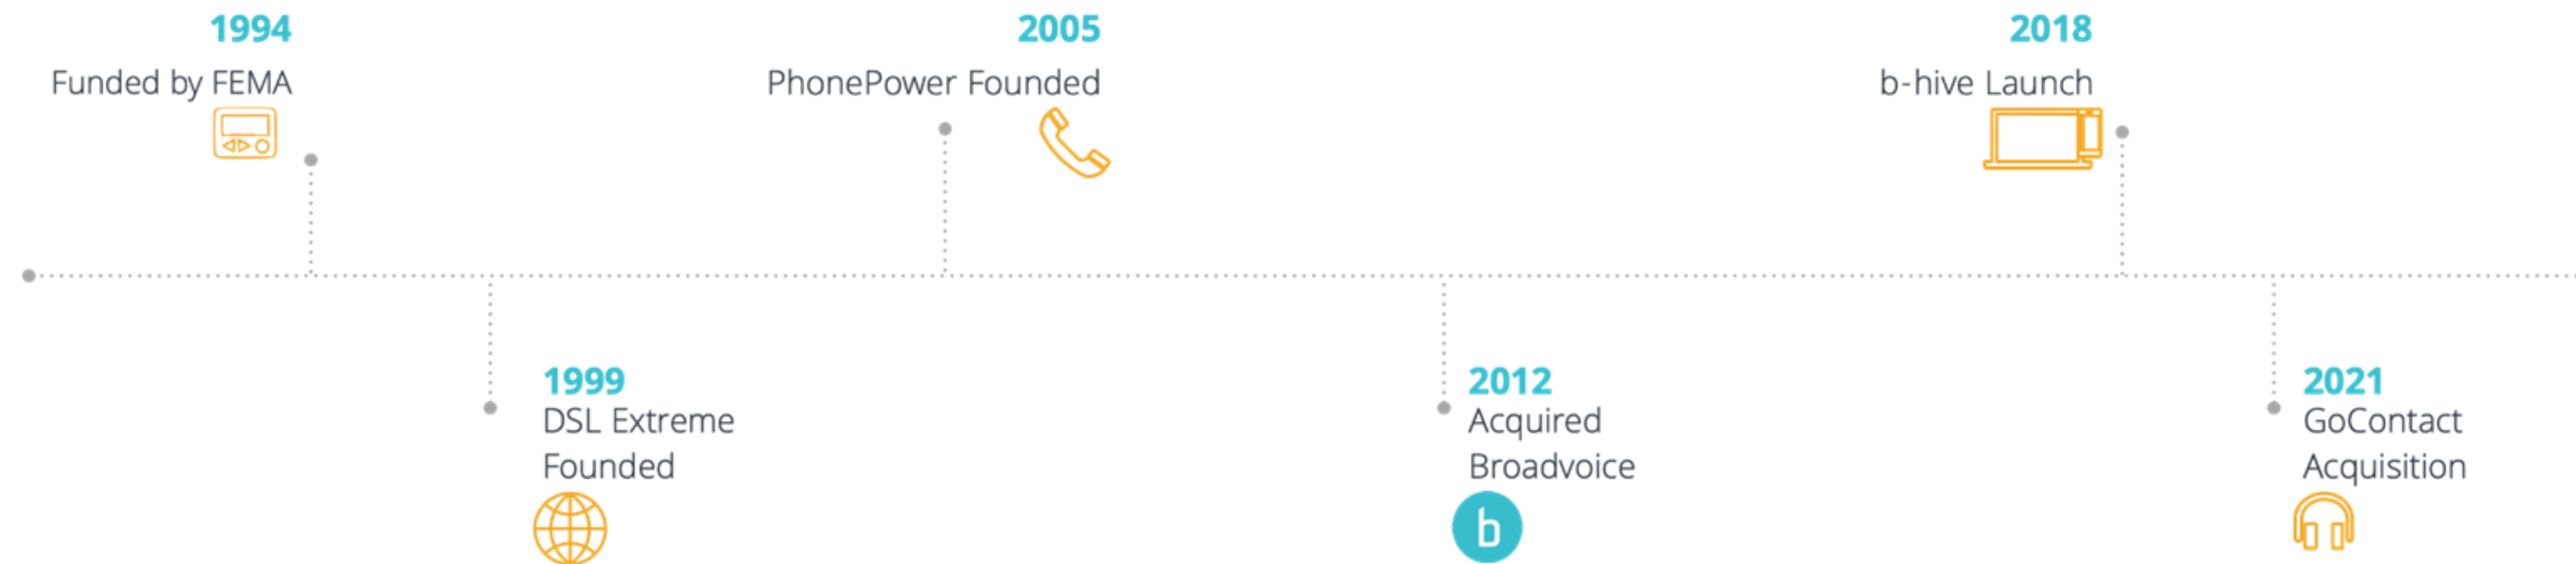 1994
Funded by FEMA
2005
PhonePower Founded
2018
b-hive Launch
1999
DSL Extreme
Founded
2012
Acquired
Broadvoice
b
2021
GoContact
Acquisition